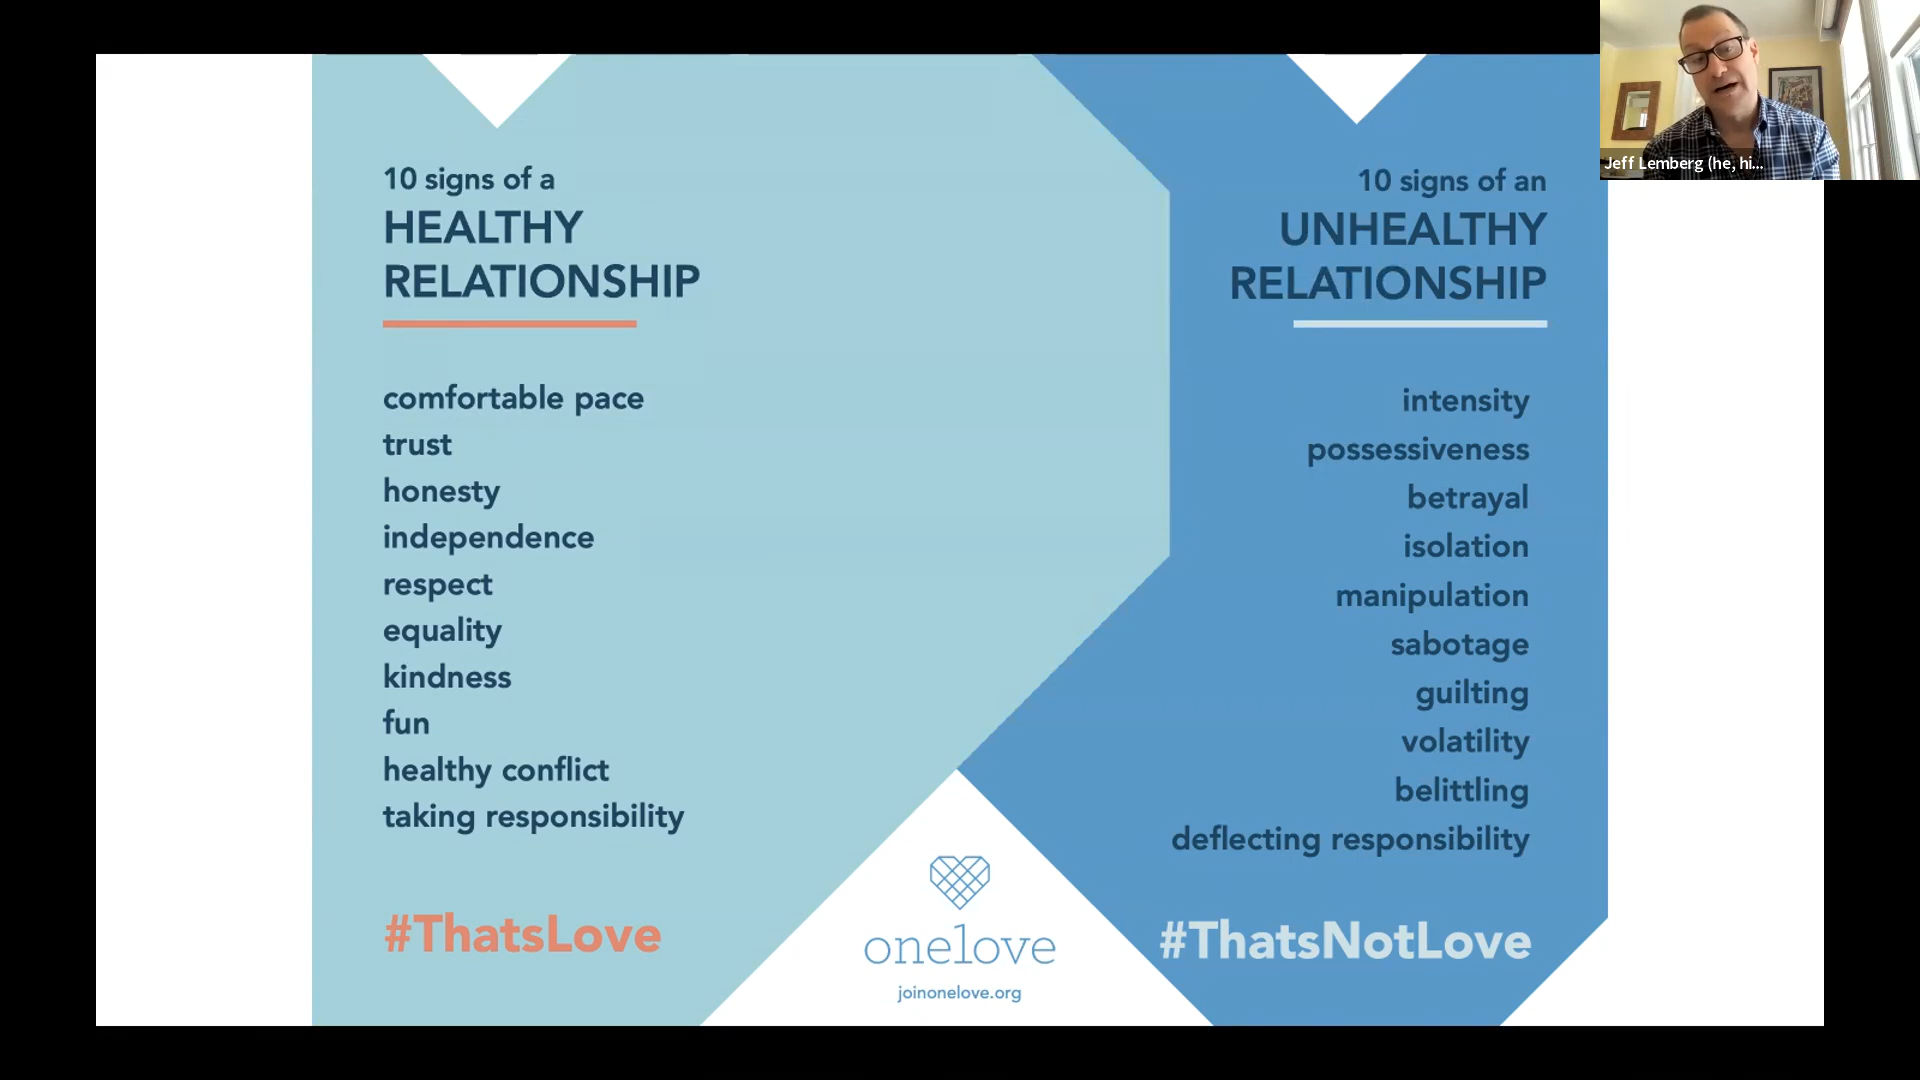 10 signs of a
HEALTHY
RELATIONSHIP
comfortable pace
trust
honesty
independence
respect
equality
kindness
fun
healthy conflict
taking responsibility
#ThatsLove
10 signs of an
UNHEALTHY
RELATIONSHIP
intensity
possessiveness
betrayal
isolation
manipulation
sabotage
guilting
volatility
belittling
deflecting responsibility
#ThatsNotLove
onelove
joinonelove.org
Jeff Lemberg (he, hi...